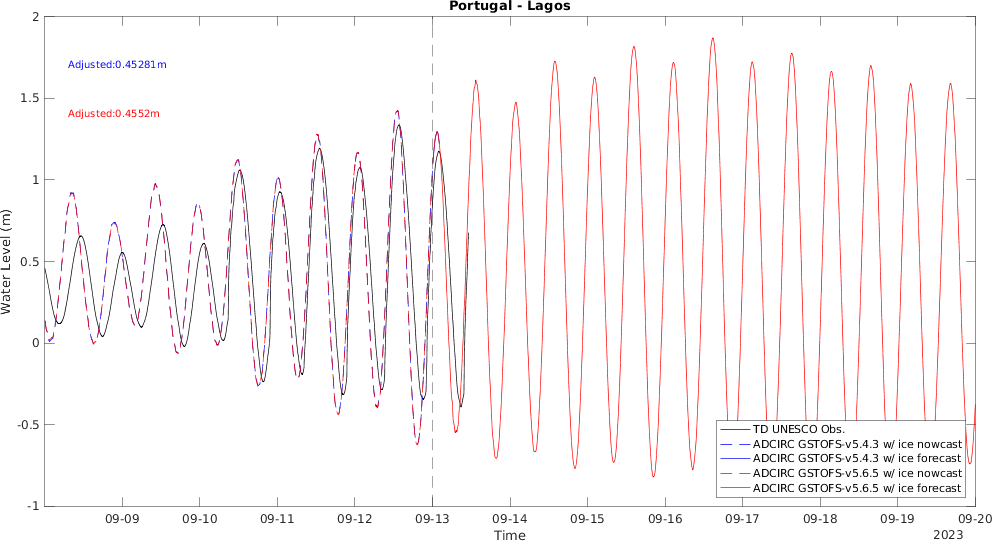 Portugal - Lagos
2
1.5
1
0.5
0
-0.5
-1
Water Level (m)
Adjusted:0.45281m
Adjusted:0.4552m
TD UNESCO Obs.
ADCIRC GSTOFS-v5.4.3 w/ ice nowcast
ADCIRC GSTOFS-v5.4.3 w/ ice forecast
ADCIRC GSTOFS-v5.6.5 w/ ice nowcast
ADCIRC GSTOFS-v5.6.5 w/ ice forecast
09-09 09-10 09-11 09-12 09-13 09-14 09-15 09-16 09-17 09-18 09-19 09-20
Time
2023